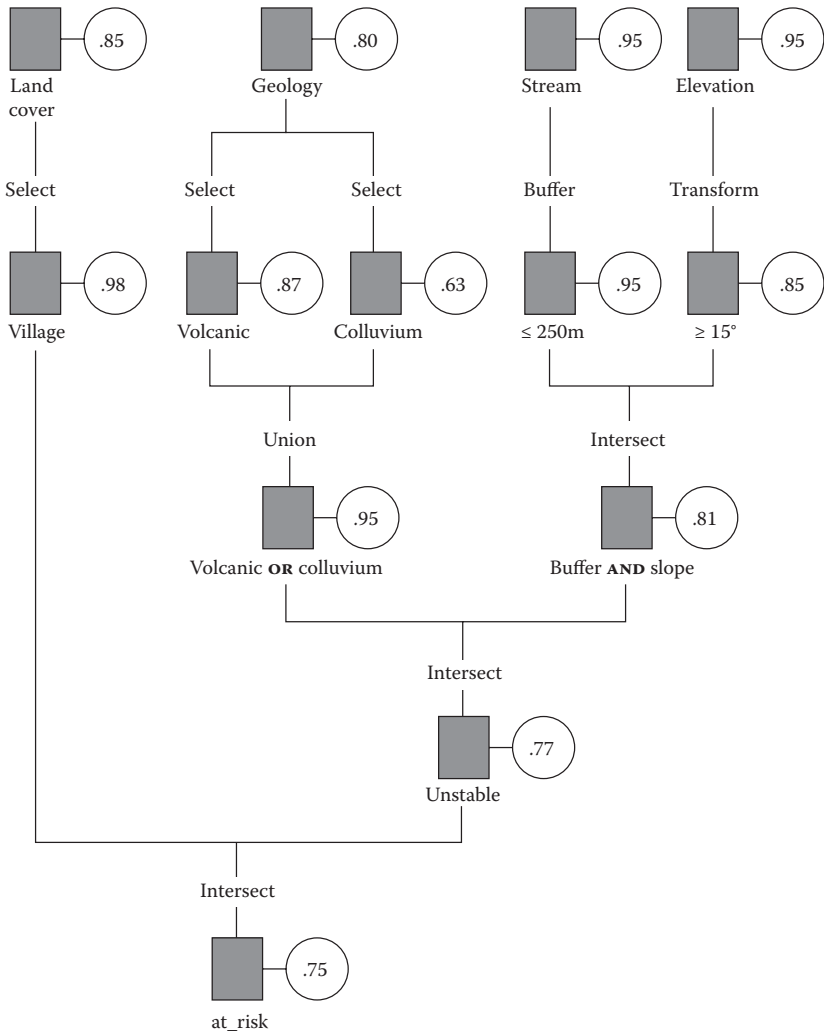 .85
.80
.95
.95
Land
cover
Geology
Stream
Elevation
Select
Select
Select
Buffer
Transform
.98
.87
.63
.95
.85
Village
Volcanic
Colluvium
≤ 250m
≥ 15°
Union
Intersect
.95
.81
Volcanic OR colluvium
Buffer AND slope
Intersect
.77
Unstable
Intersect
.75
at_risk